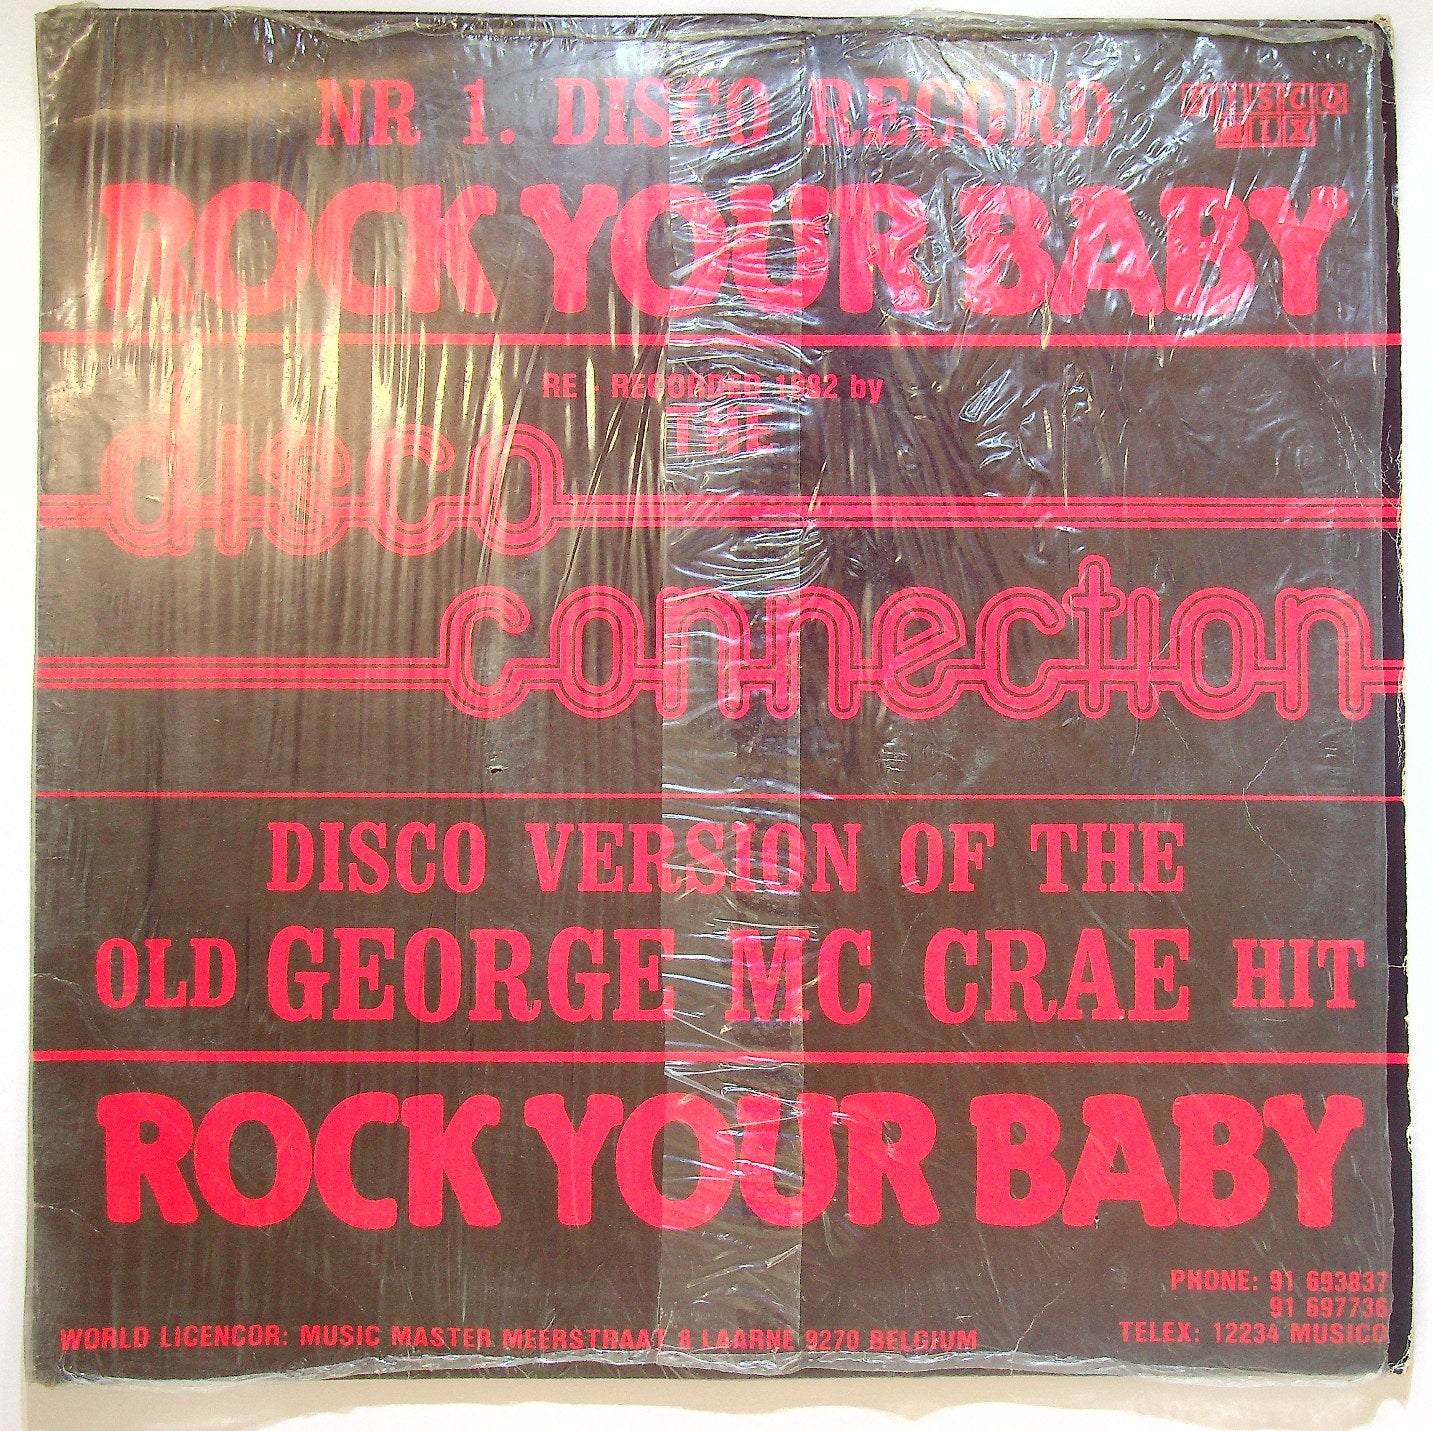 NR 1. DISCO RECORD
DISCO
MIX
ROCK YOUR BABY
RE - RECORDED 1982 by
THE
disco
connection
DISCO VERSION OF THE
OLD GEORGE MC CRAE HIT
ROCK YOUR BABY
PHONE: 91 693837
91 697736
WORLD LICENCOR: MUSIC MASTER MEERSTRAAT 8 LAARNE 9270 BELGIUM
TELEX: 12234 MUSICO